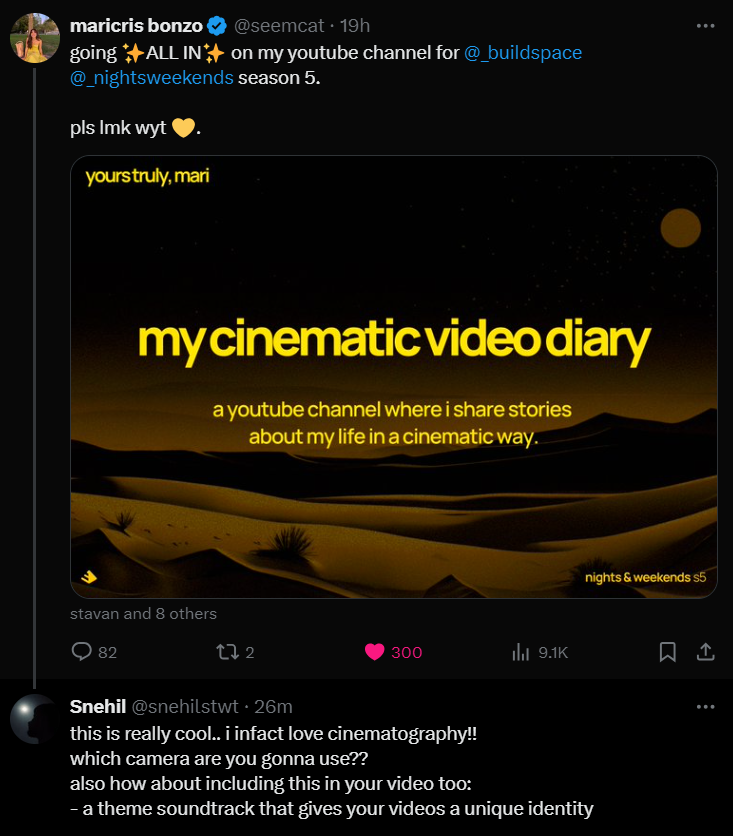 maricris bonzo @seemcat · 19h
going ✨ALL IN✨ on my youtube channel for @_buildspace
@_nightsweekends season 5.
pls lmk wyt 💛.
yours truly, mari
my cinematic video diary
a youtube channel where i share stories
about my life in a cinematic way.
nights & weekends s5
stavan and 8 others
82 2 300 9.1K
Snehil @snehilstwt · 26m
this is really cool.. i infact love cinematography!!
which camera are you gonna use??
also how about including this in your video too:
- a theme soundtrack that gives your videos a unique identity